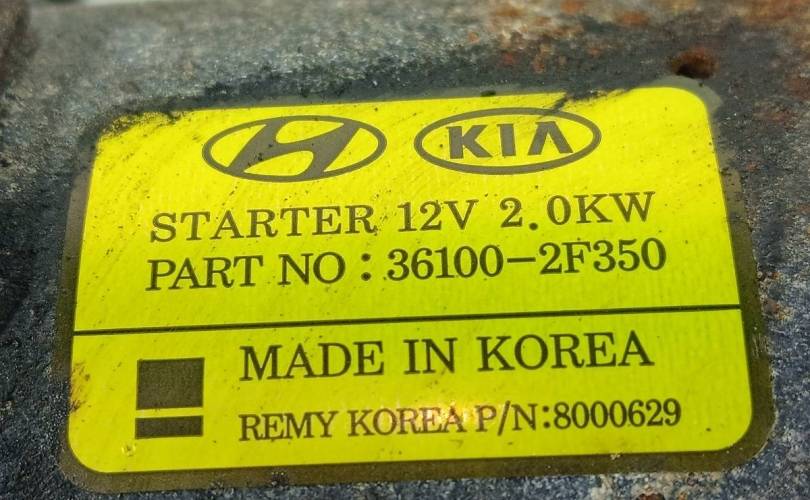 KIA
STARTER 12V 2.0KW
PART NO : 36100-2F350
MADE IN KOREA
REMY KOREA P/N:8000629